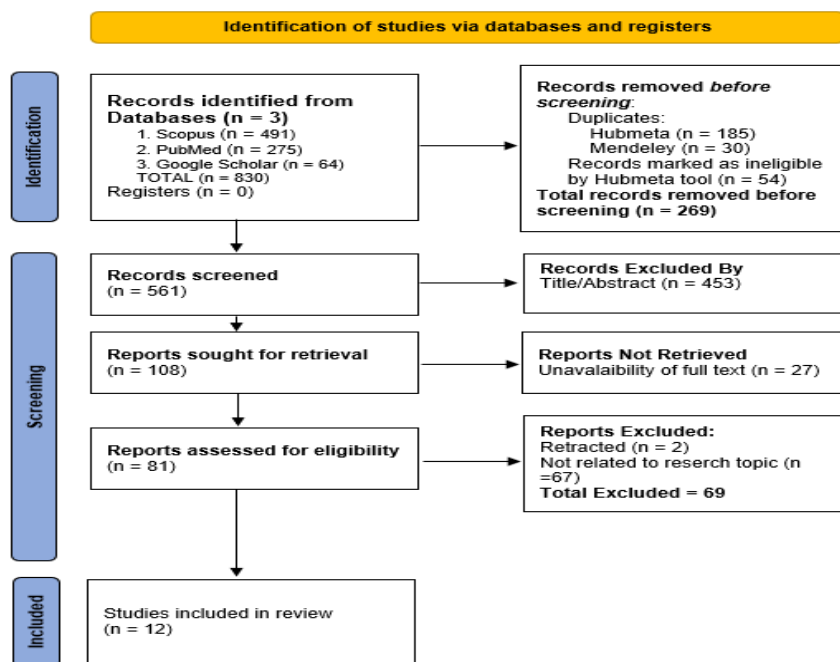 Identification of studies via databases and registers
Identification
Records identified from
Databases (n = 3)
1. Scopus (n = 491)
2. PubMed (n = 275)
3. Google Scholar (n = 64)
TOTAL (n = 830)
Registers (n = 0)
Records removed before
screening:
Duplicates:
Hubmeta (n = 185)
Mendeley (n = 30)
Records marked as ineligible
by Hubmeta tool (n = 54)
Total records removed before
screening (n = 269)
Screening
Records screened
(n = 561)
Records Excluded By
Title/Abstract (n = 453)
Reports sought for retrieval
(n = 108)
Reports Not Retrieved
Unavalaibility of full text (n = 27)
Reports assessed for eligibility
(n = 81)
Reports Excluded:
Retracted (n = 2)
Not related to reserch topic (n
=67)
Total Excluded = 69
Included
Studies included in review
(n = 12)